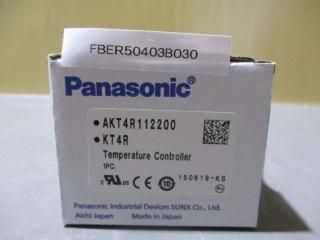 FBER50403B030
Panasonic®
● AKT4R112200
● KT4R
Temperature Controller
1PC.
150619-KS
Panasonic Industrial Devices SUNX Co., Ltd.
Aichi Japan Made in Japan